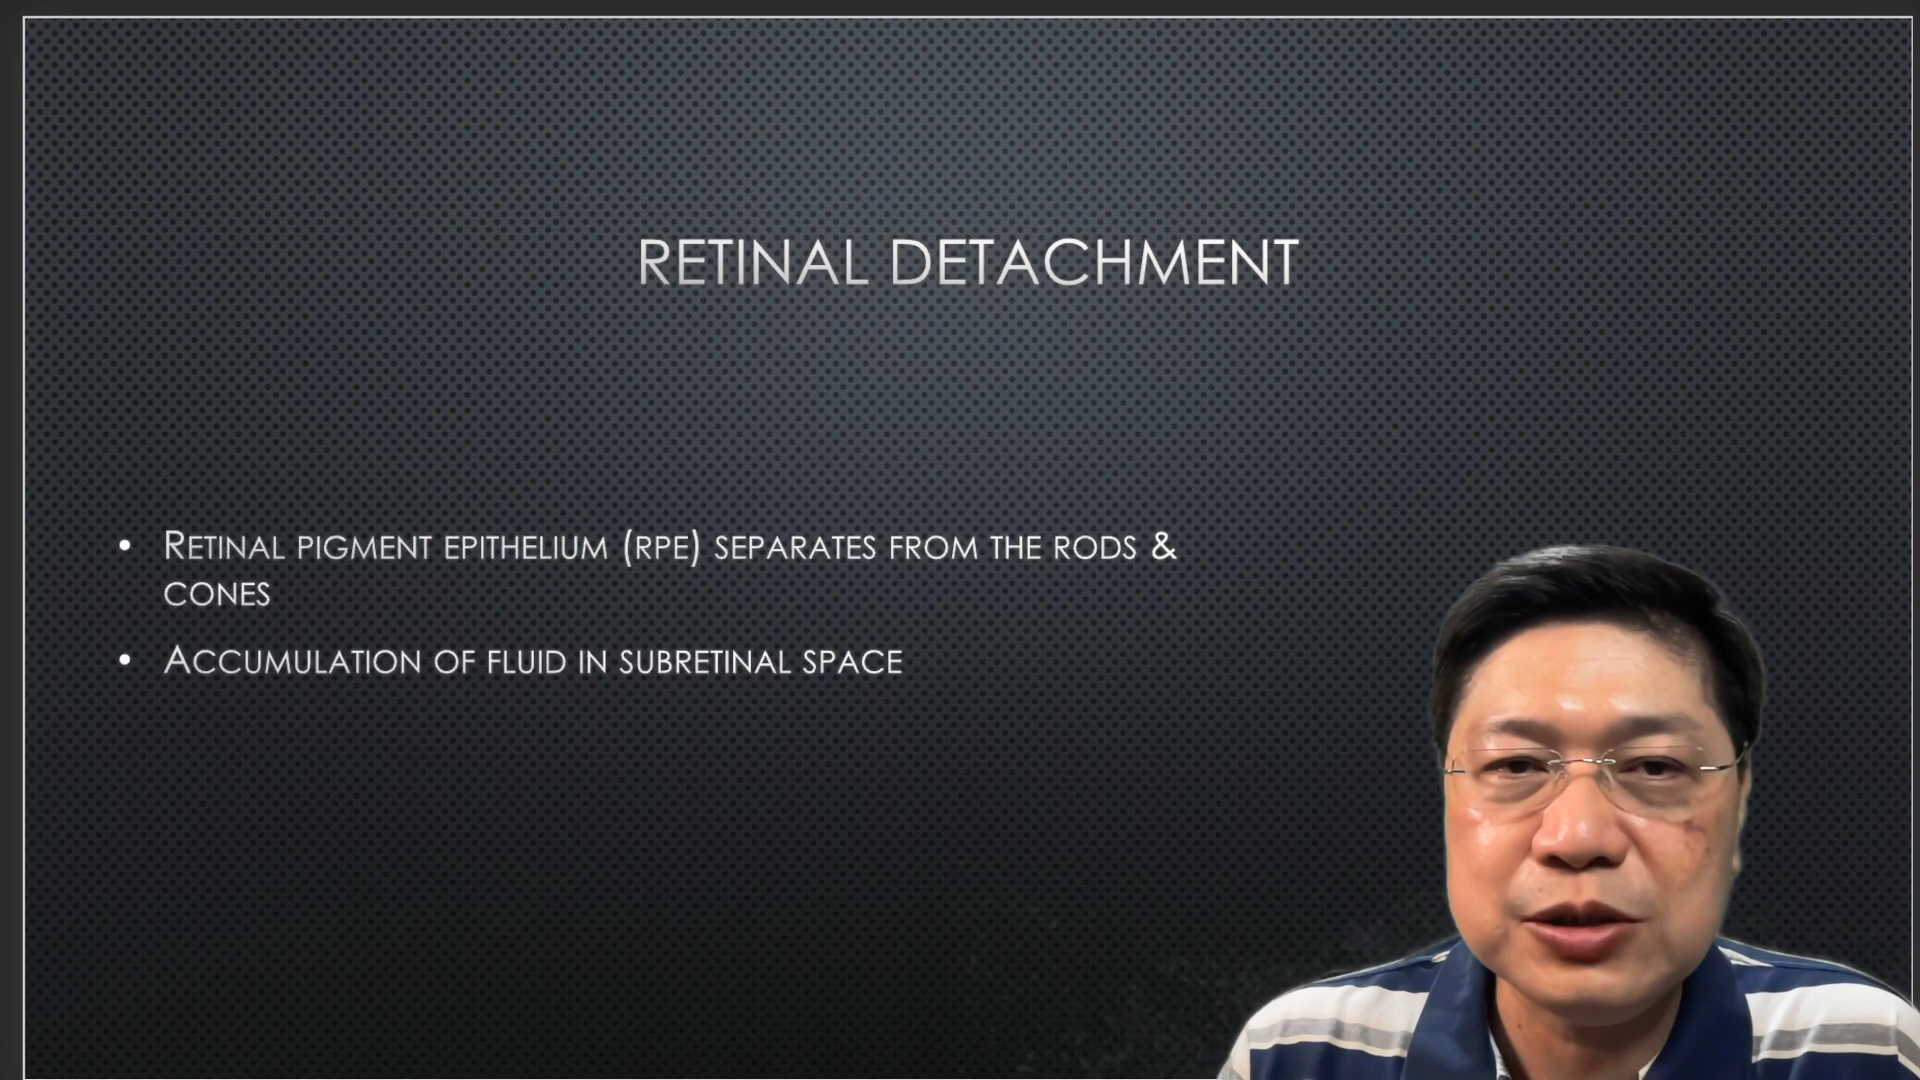 RETINAL DETACHMENT
• RETINAL PIGMENT EPITHELIUM (RPE) SEPARATES FROM THE RODS &
CONES
• ACCUMULATION OF FLUID IN SUBRETINAL SPACE